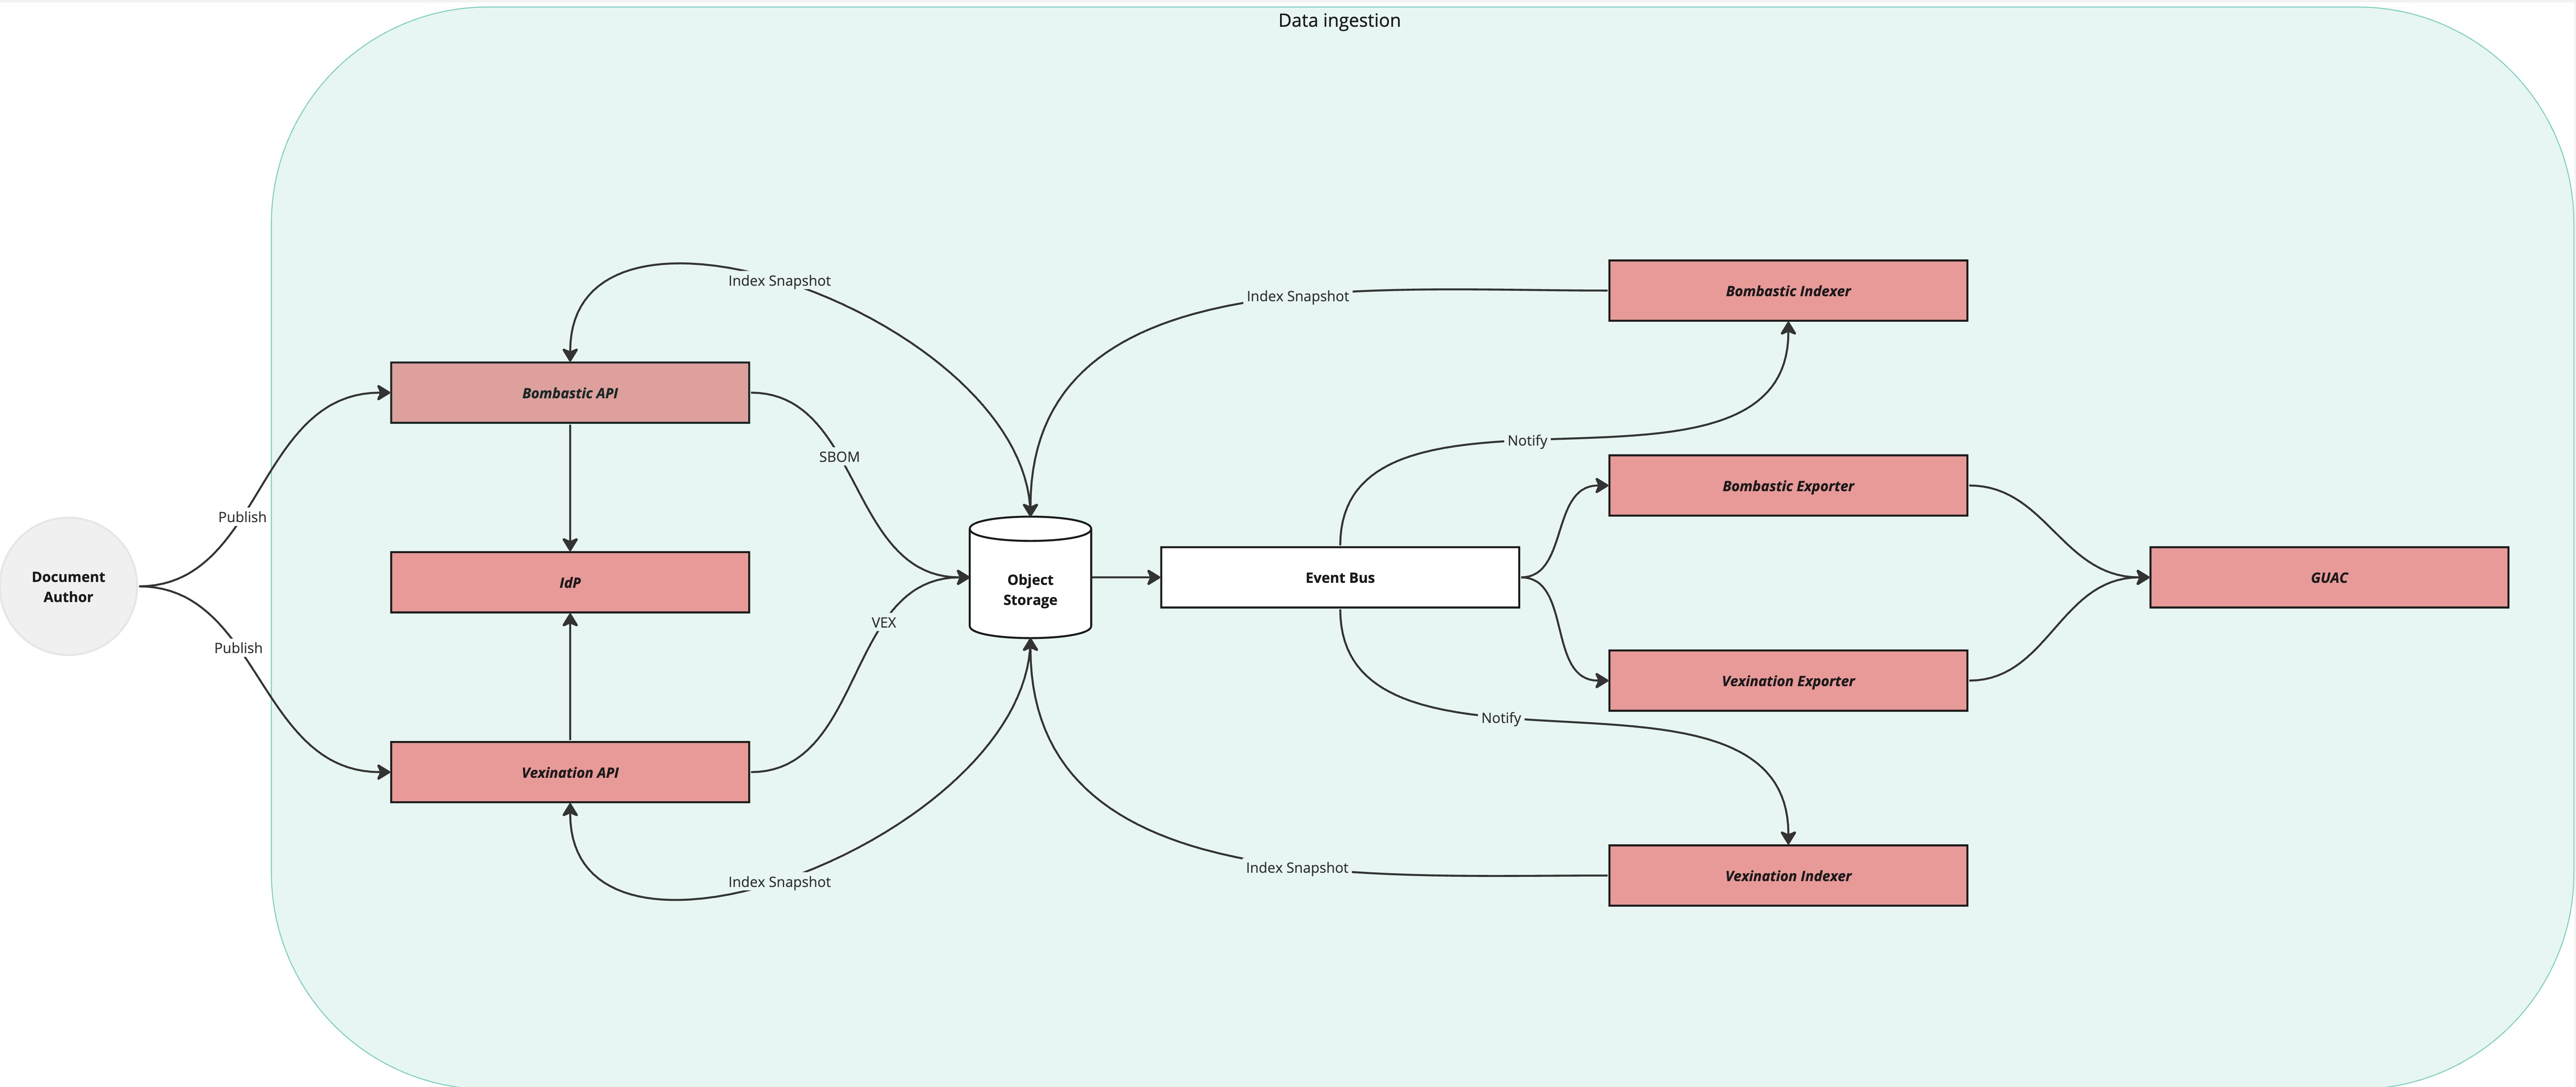 Data ingestion
Index Snapshot
Index Snapshot
Bombastic Indexer
Bombastic API
Notify
SBOM
Bombastic Exporter
Publish
Document
Author
IdP
Object
Storage
Event Bus
GUAC
VEX
Publish
Vexination Exporter
Notify
Vexination API
Index Snapshot
Index Snapshot
Vexination Indexer